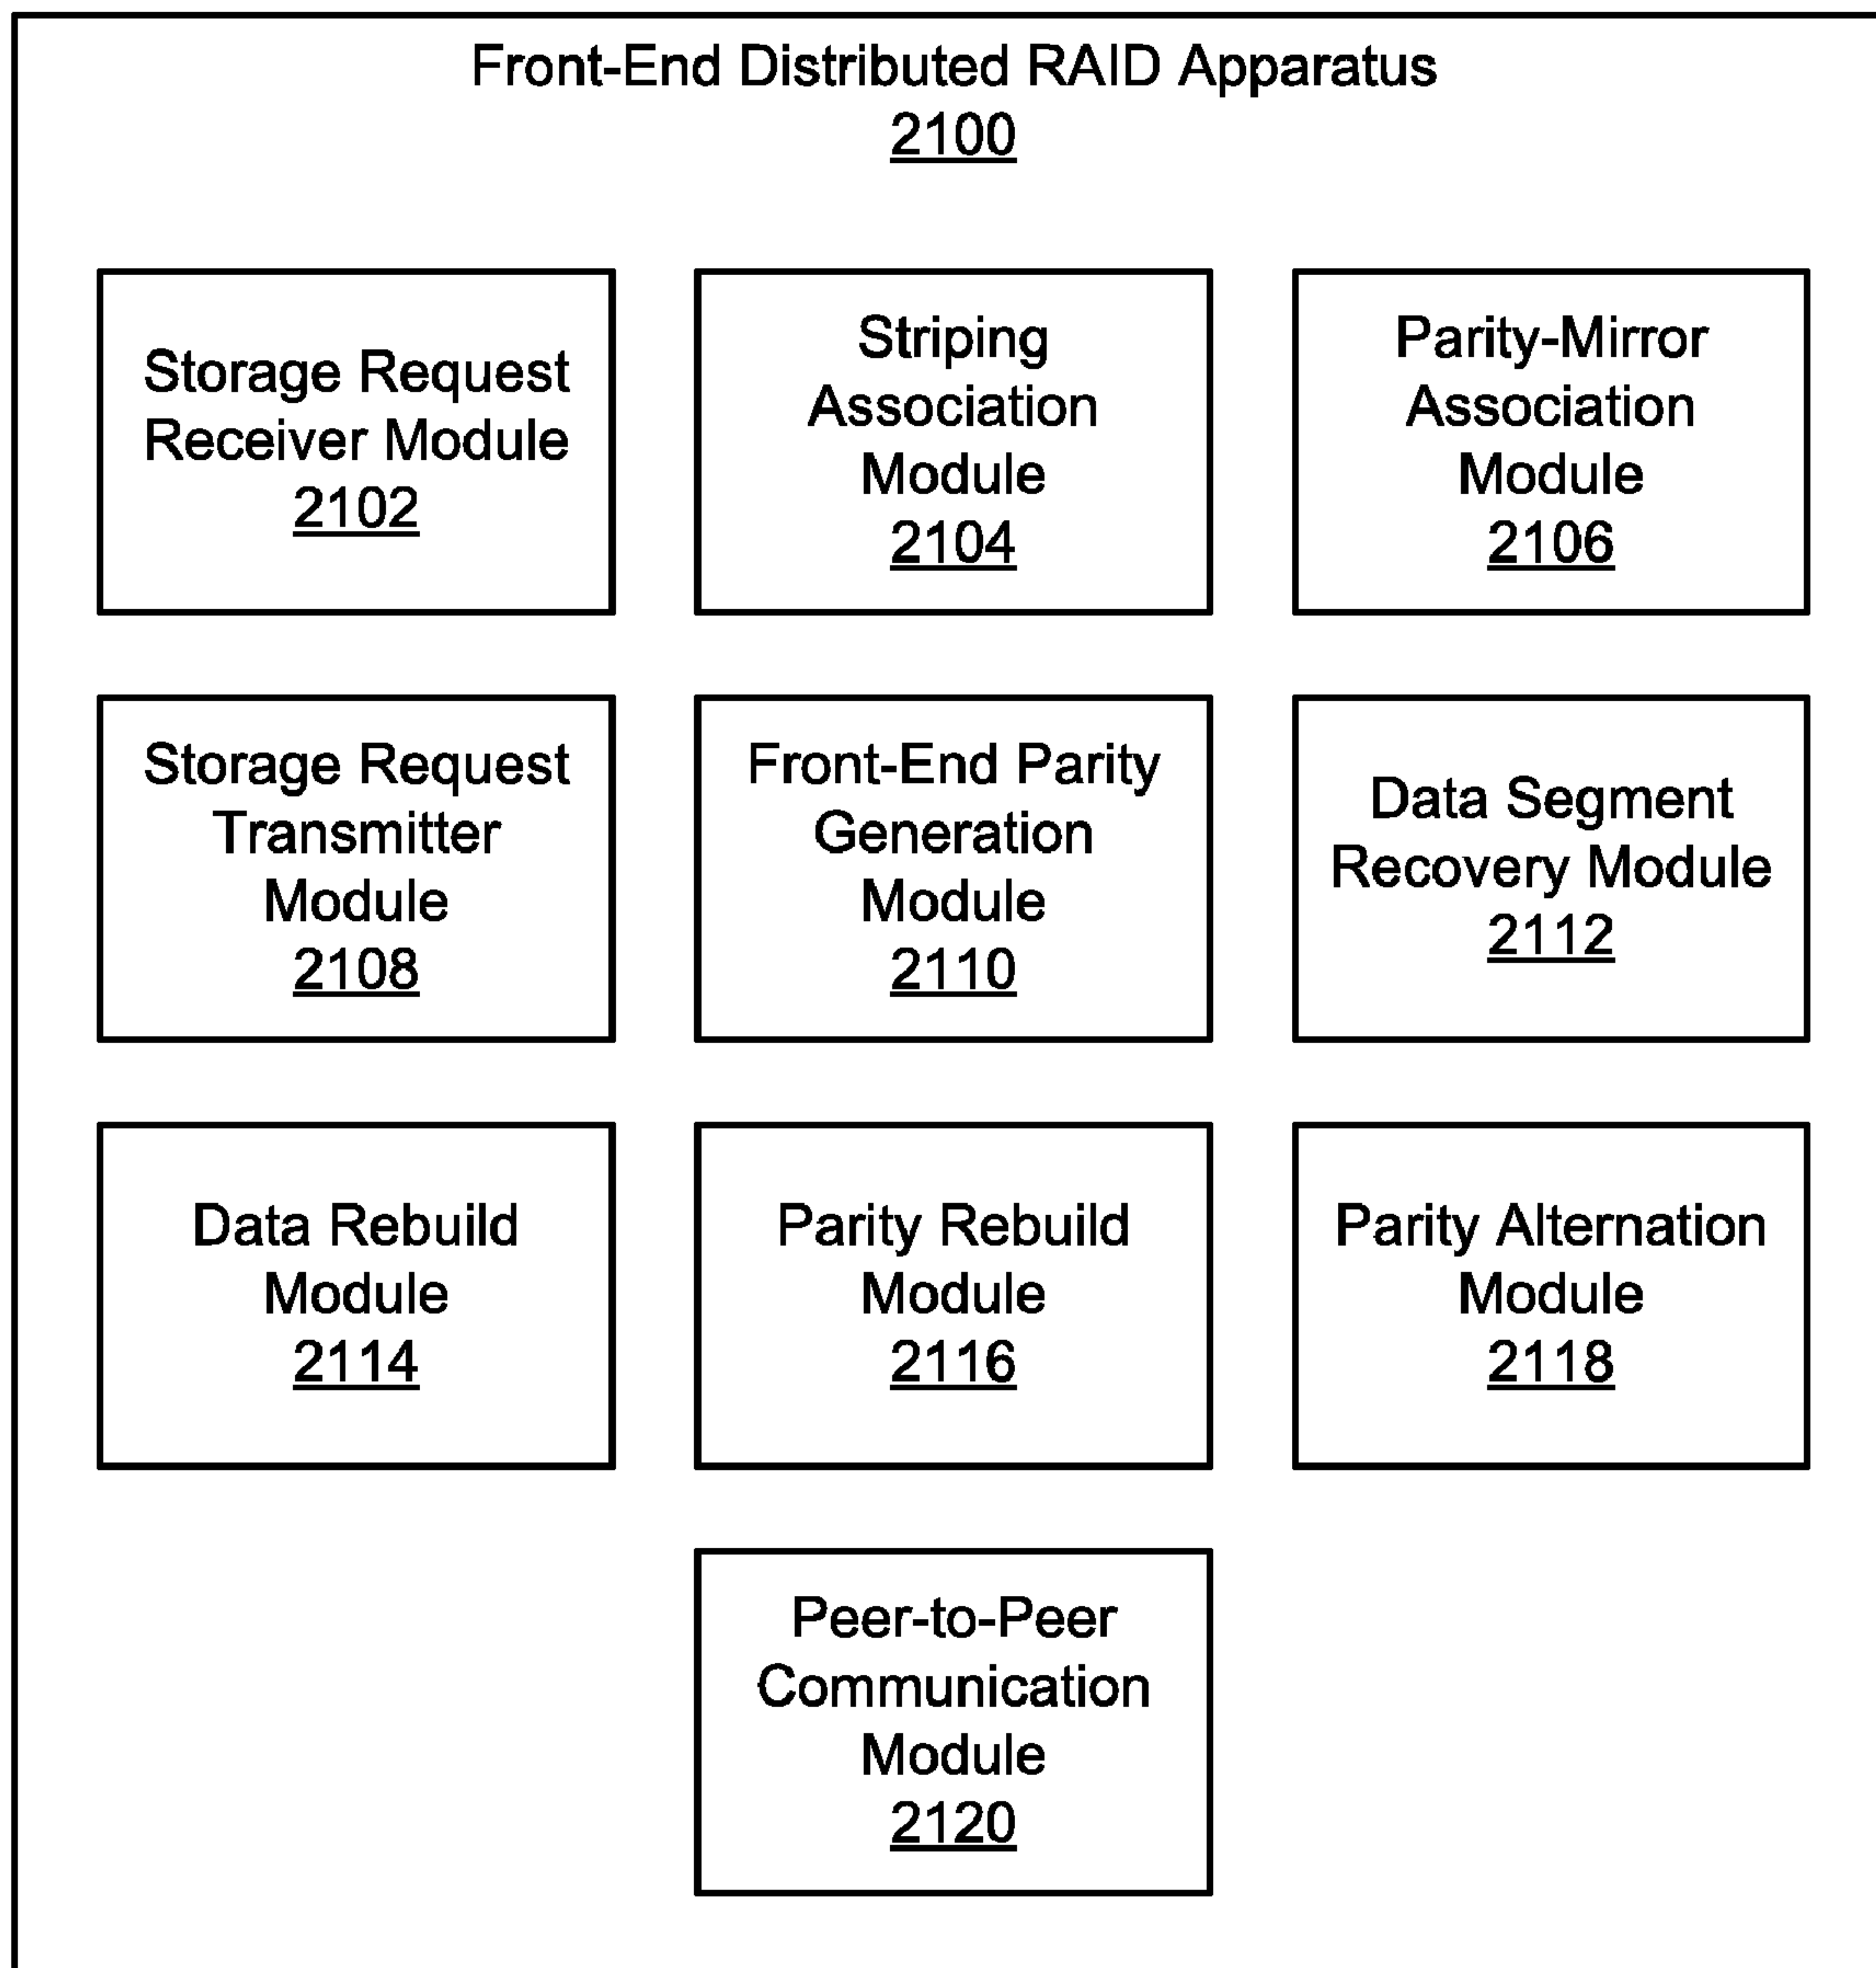 Front-End Distributed RAID Apparatus
2100
Storage Request
Receiver Module
2102
Striping
Association
Module
2104
Parity-Mirror
Association
Module
2106
Storage Request
Transmitter
Module
2108
Front-End Parity
Generation
Module
2110
Data Segment
Recovery Module
2112
Data Rebuild
Module
2114
Parity Rebuild
Module
2116
Parity Alternation
Module
2118
Peer-to-Peer
Communication
Module
2120